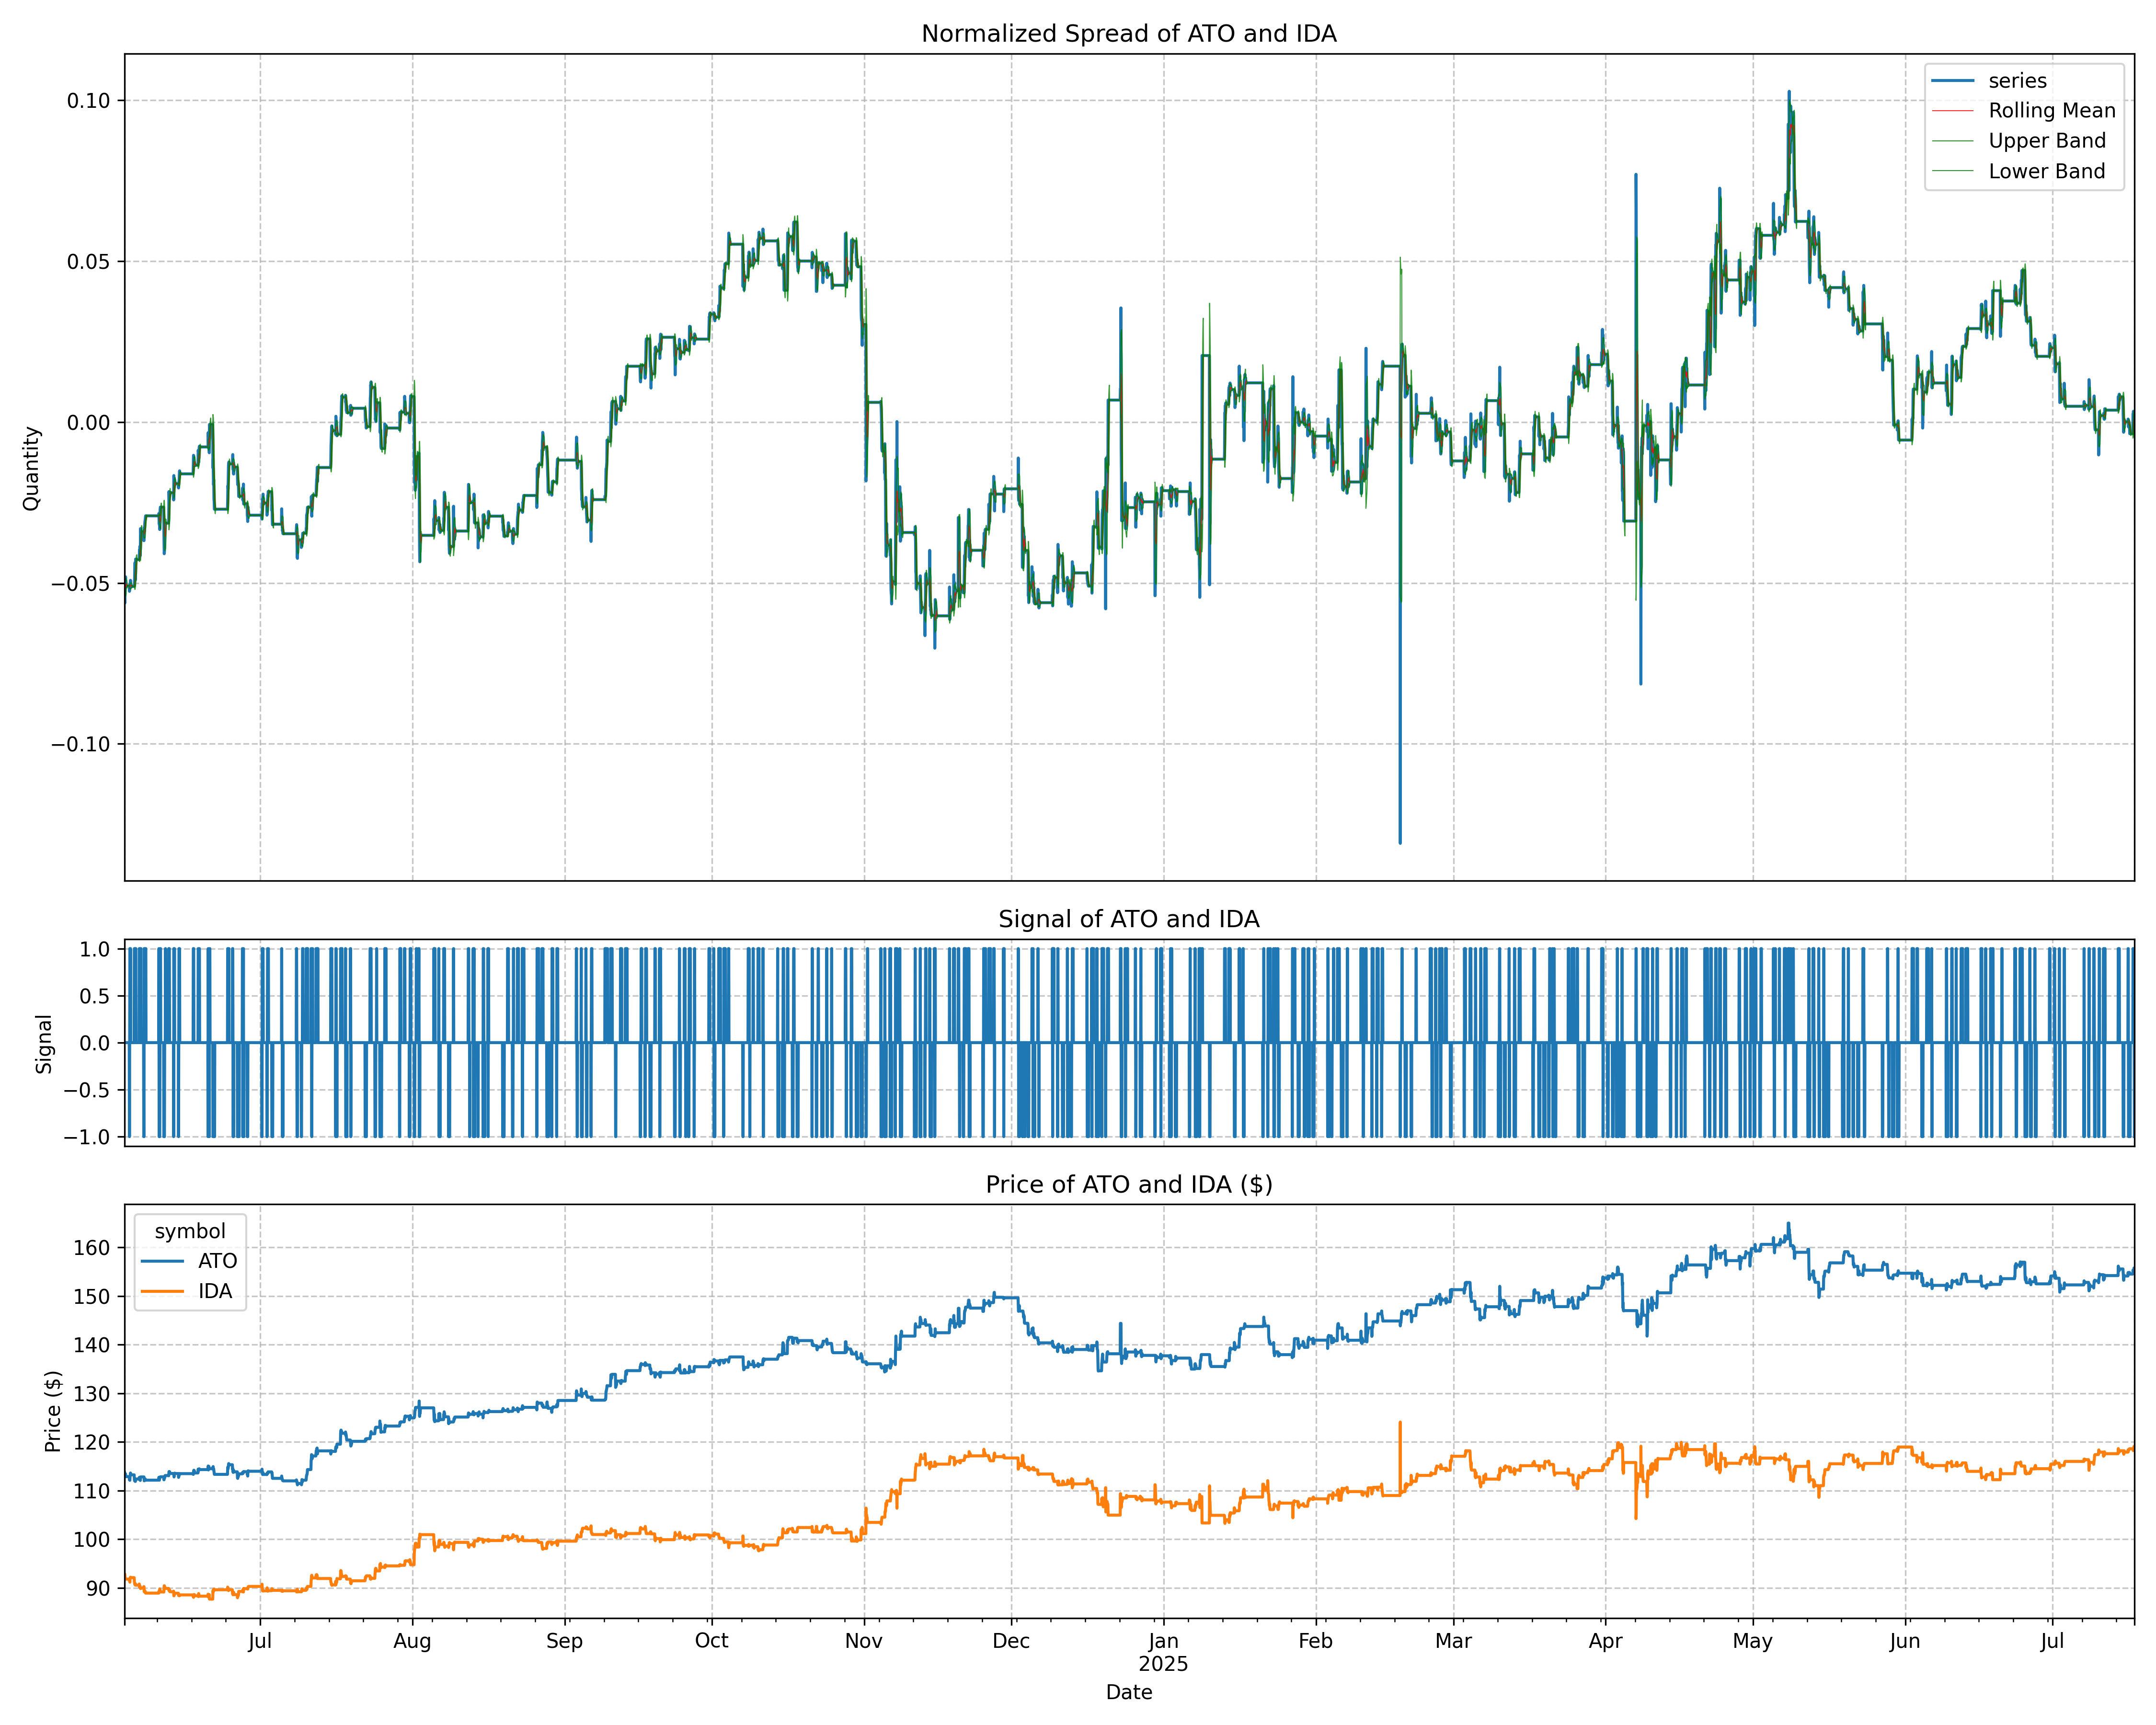 Normalized Spread of ATO and IDA
series
Rolling Mean
Upper Band
Lower Band
0.10
0.05
0.00
−0.05
−0.10
Quantity
Signal of ATO and IDA
1.0
0.5
0.0
−0.5
−1.0
Signal
Price of ATO and IDA ($)
symbol
ATO
IDA
160
150
140
130
120
110
100
90
Price ($)
Jul Aug Sep Oct Nov Dec Jan Feb Mar Apr May Jun Jul
2025
Date